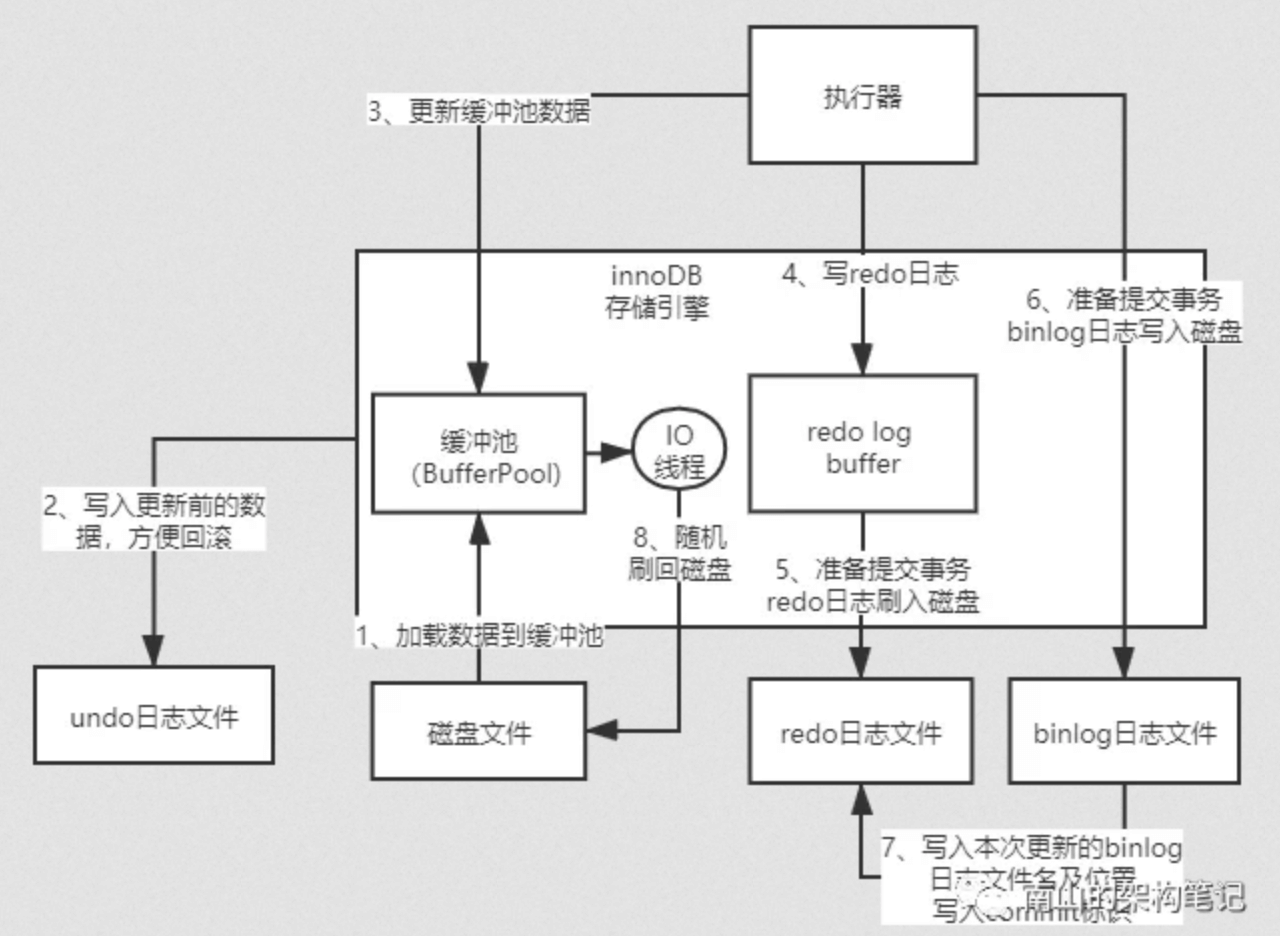 执行器
3、更新缓冲池数据
innoDB
存储引擎
4、写redo日志
6、准备提交事务
binlog日志写入磁盘
缓冲池
（BufferPool）
IO
线程
redo log
buffer
2、写入更新前的数
据，方便回滚
8、随机
刷回磁盘
5、准备提交事务
redo日志刷入磁盘
1、加载数据到缓冲池
undo日志文件
磁盘文件
redo日志文件
binlog日志文件
7、写入本次更新的binlog
日志文件名及位置
写入commit标识
的架构笔记